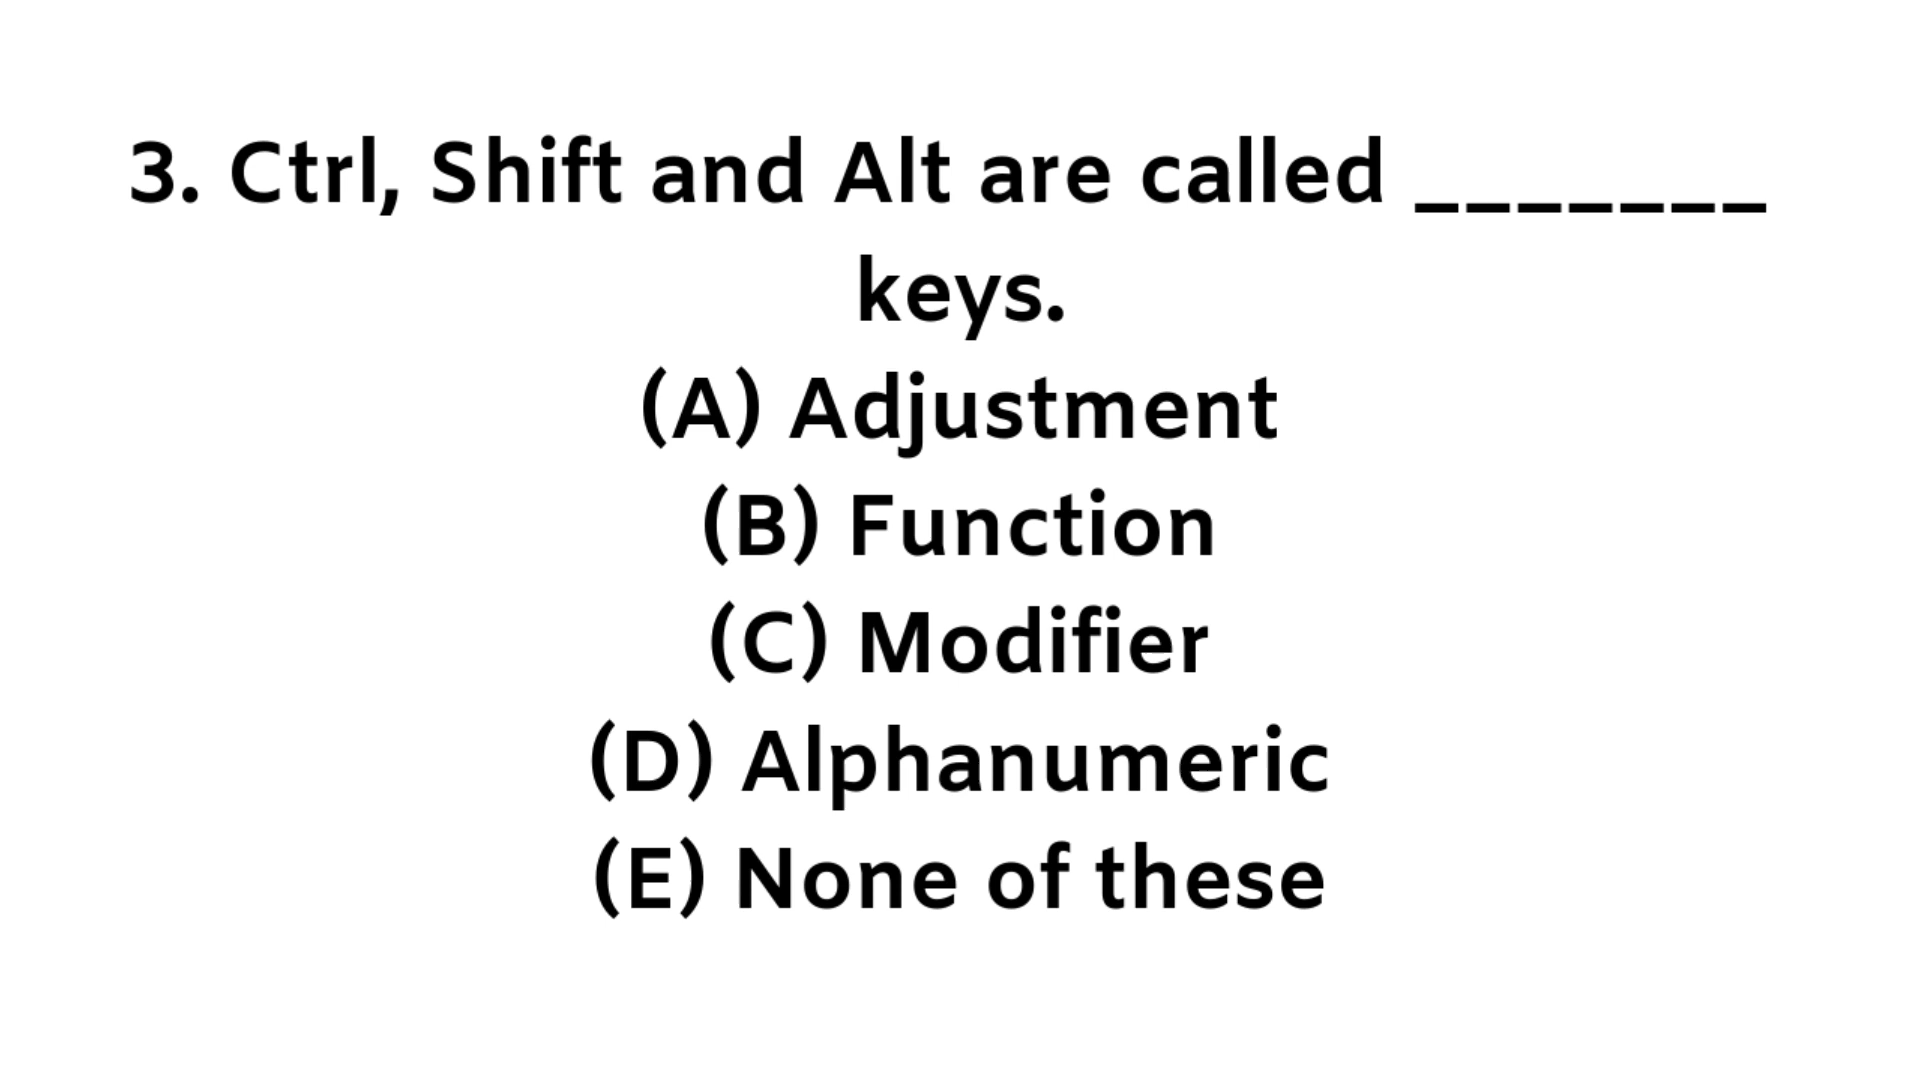 3. Ctrl, Shift and Alt are called _______
keys.
(A) Adjustment
(B) Function
(C) Modifier
(D) Alphanumeric
(E) None of these